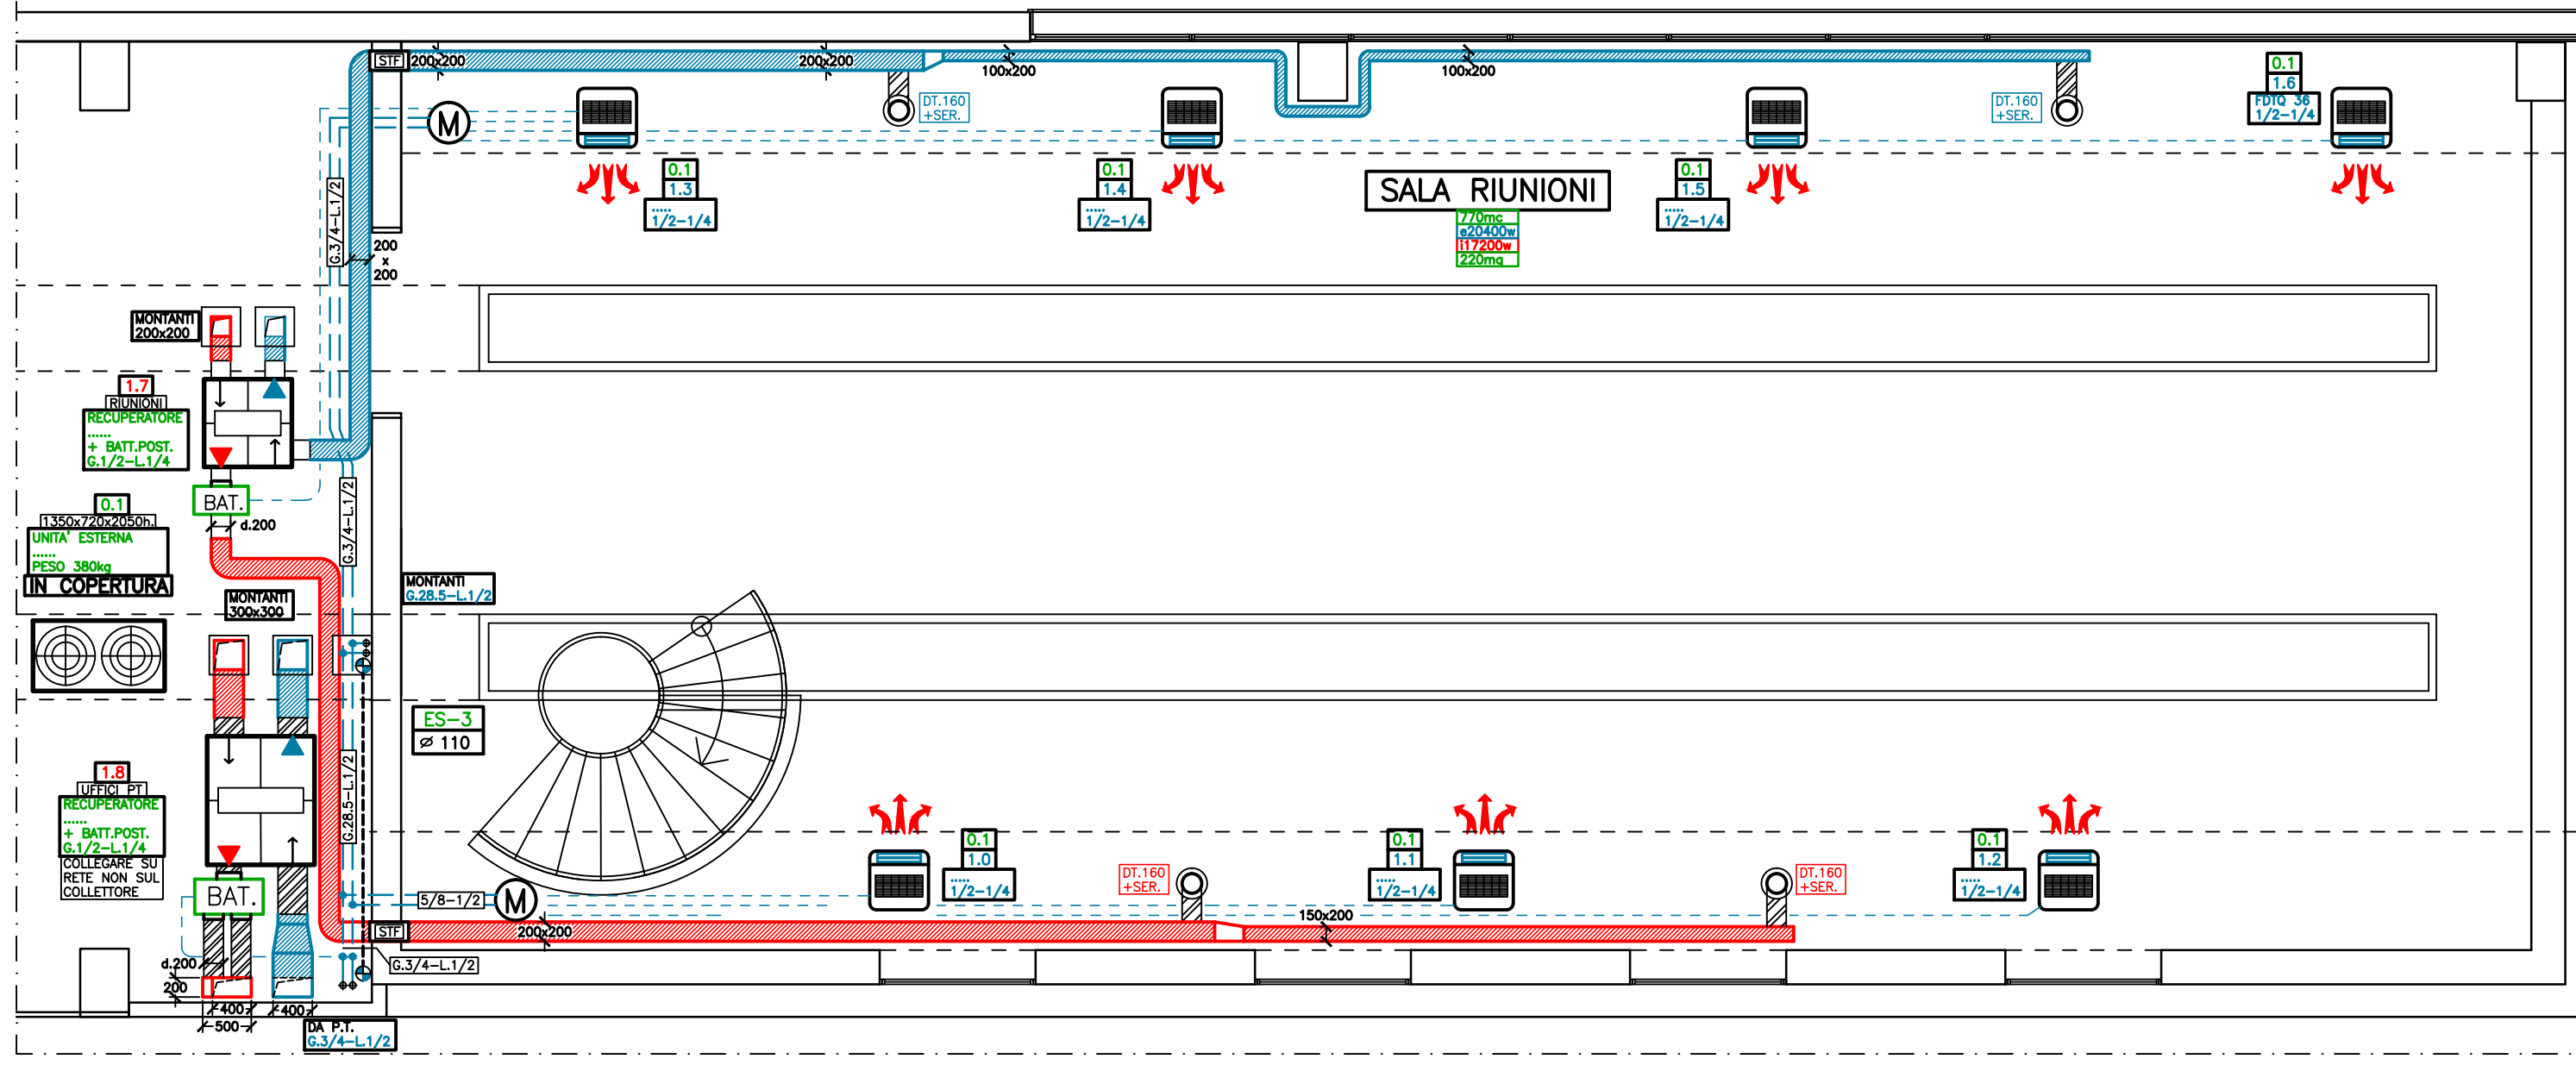 STF
200x200
200x200
100x200
100x200
DT.160
+SER.
DT.160
+SER.
0.1
1.6
FDTQ 36
1/2-1/4
M
G.3/4-L.1/2
0.1
1.3
.....
1/2-1/4
0.1
1.4
.....
1/2-1/4
0.1
1.5
.....
1/2-1/4
SALA RIUNIONI
770mc
e20400w
i17200w
220mq
200
x
200
MONTANTI
200x200
1.7
RIUNIONI
RECUPERATORE
......
+ BATT.POST.
G.1/2-L.1/4
BAT.
d.200
G.3/4-L.1/2
0.1
1350x720x2050h.
UNITA' ESTERNA
......
PESO 380kg
IN COPERTURA
MONTANTI
G.28.5-L.1/2
MONTANTI
300x300
ES-3
ø 110
1.8
UFFICI PT
RECUPERATORE
......
+ BATT.POST.
G.1/2-L.1/4
COLLEGARE SU
RETE NON SUL
COLLETTORE
G.28.5-L.1/2
BAT.
5/8-1/2
M
0.1
1.0
.....
1/2-1/4
DT.160
+SER.
0.1
1.1
.....
1/2-1/4
DT.160
+SER.
0.1
1.2
.....
1/2-1/4
STF
200x200
150x200
G.3/4-L.1/2
d.200
200
400
400
500
DA P.T.
G.3/4-L.1/2